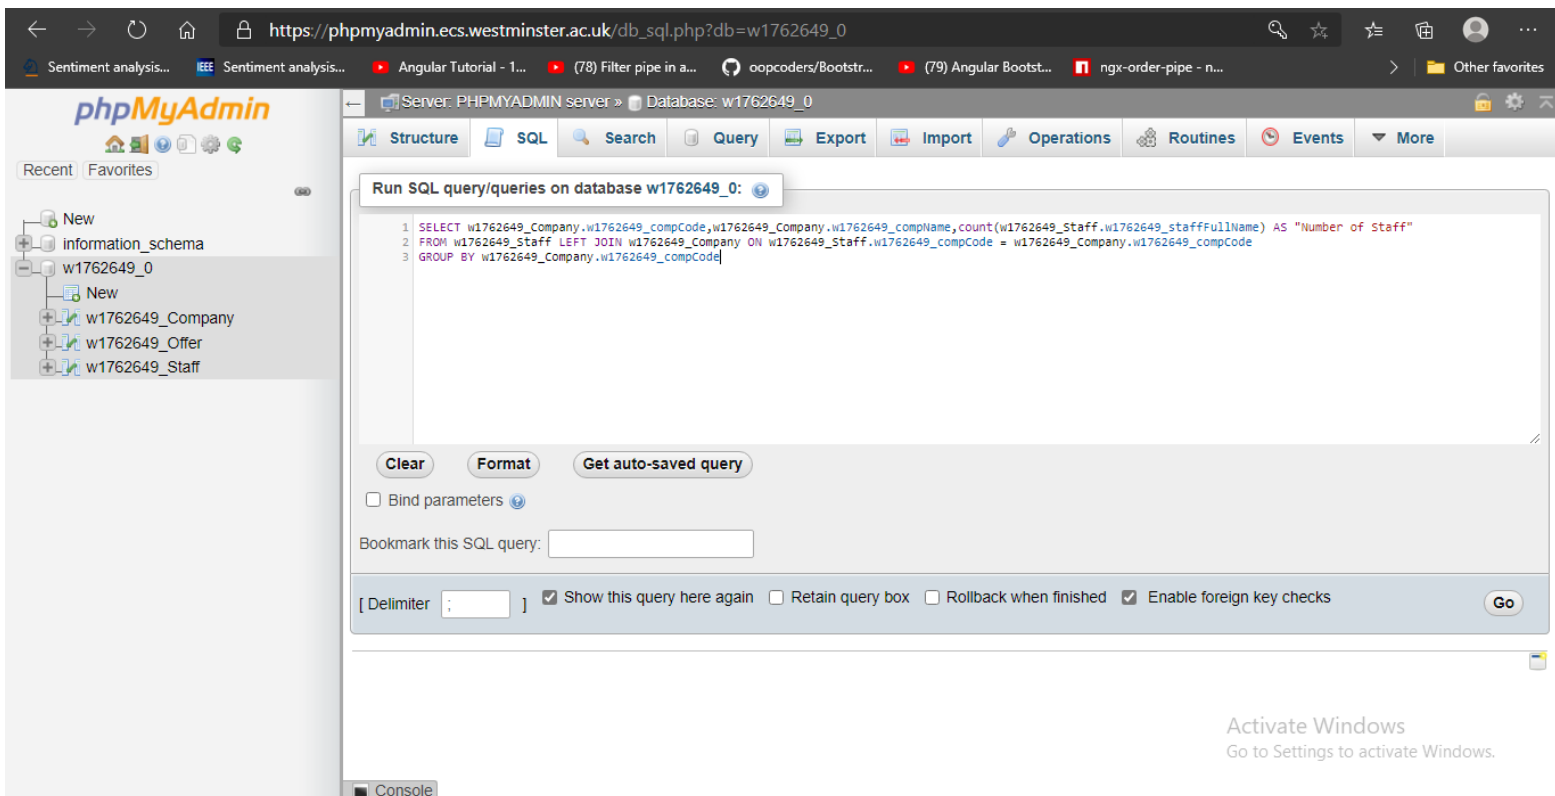 https://phpmyadmin.ecs.westminster.ac.uk/db_sql.php?db=w1762649_0
Sentiment analysis... IEEE Sentiment analysis... Angular Tutorial - 1... (78) Filter pipe in a... oopcoders/Bootstr... (79) Angular Bootst... n ngx-order-pipe - n... Other favorites
phpMyAdmin
Recent Favorites
New
information_schema
w1762649_0
New
w1762649_Company
w1762649_Offer
w1762649_Staff
Server: PHPMYADMIN server » Database: w1762649_0
Structure SQL Search Query Export Import Operations Routines Events More
Run SQL query/queries on database w1762649_0:
1 SELECT w1762649_Company.w1762649_compCode,w1762649_Company.w1762649_compName,count(w1762649_Staff.w1762649_staffFullName) AS "Number of Staff"
2 FROM w1762649_Staff LEFT JOIN w1762649_Company ON w1762649_Staff.w1762649_compCode = w1762649_Company.w1762649_compCode
3 GROUP BY w1762649_Company.w1762649_compCode
Clear Format Get auto-saved query
Bind parameters
Bookmark this SQL query:
[ Delimiter ; ] Show this query here again Retain query box Rollback when finished Enable foreign key checks
Go
Activate Windows
Go to Settings to activate Windows.
Console